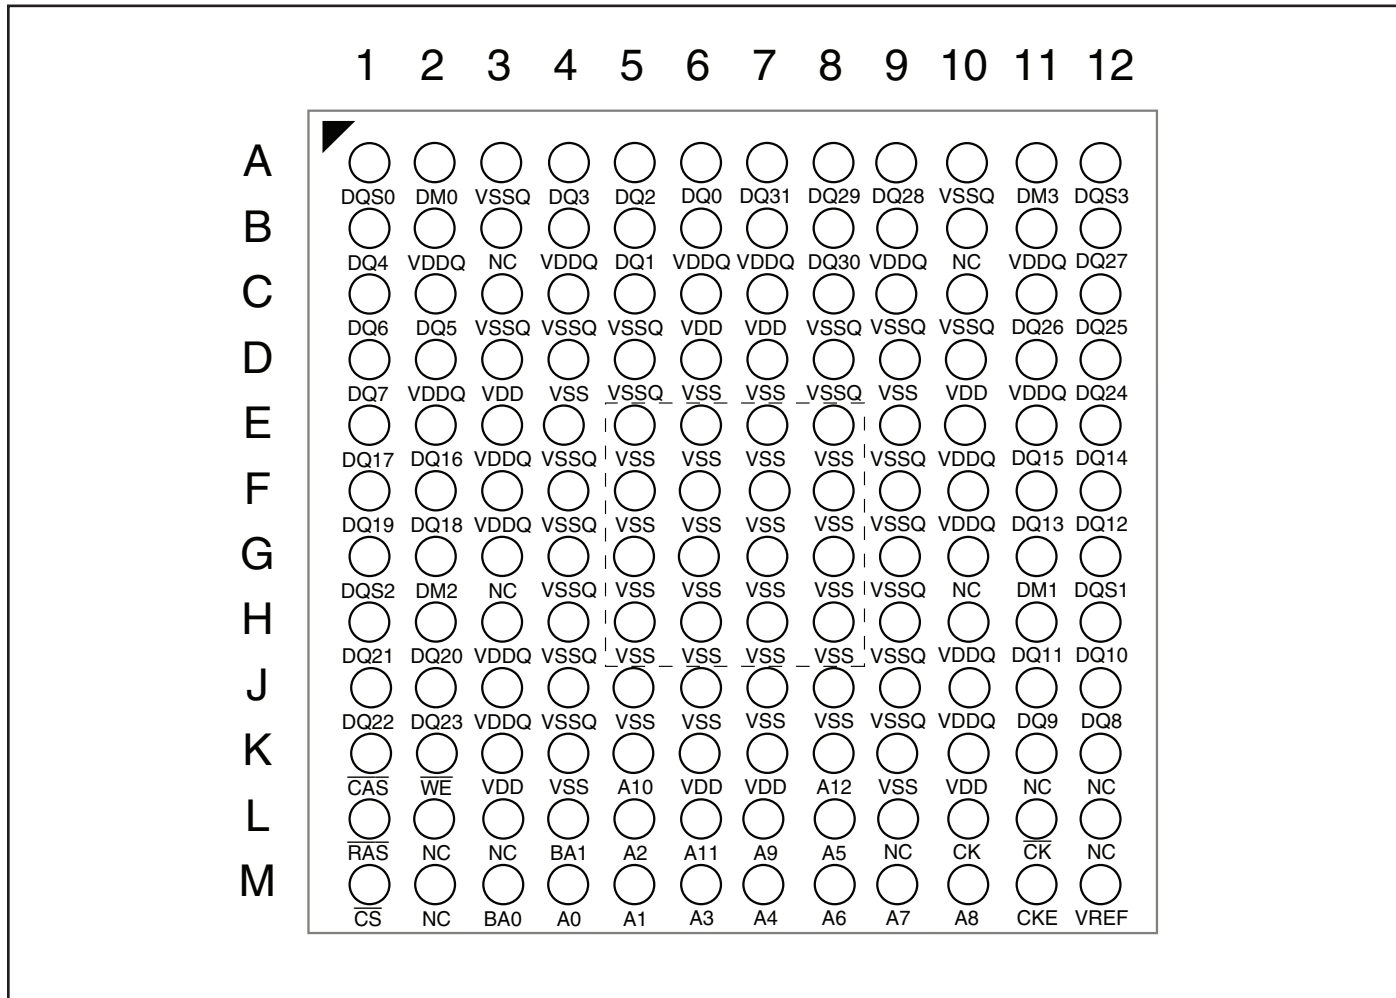 1 2 3 4 5 6 7 8 9 10 11 12
A
DQS0 DM0 VSSQ DQ3 DQ2 DQ0 DQ31 DQ29 DQ28 VSSQ DM3 DQS3
B
DQ4 VDDQ NC VDDQ DQ1 VDDQ VDDQ DQ30 VDDQ NC VDDQ DQ27
C
DQ6 DQ5 VSSQ VSSQ VSSQ VDD VDD VSSQ VSSQ VSSQ DQ26 DQ25
D
DQ7 VDDQ VDD VSS VSSQ VSS VSS VSSQ VSS VDD VDDQ DQ24
E
DQ17 DQ16 VDDQ VSSQ VSS VSS VSS VSS VSSQ VDDQ DQ15 DQ14
F
DQ19 DQ18 VDDQ VSSQ VSS VSS VSS VSS VSSQ VDDQ DQ13 DQ12
G
DQS2 DM2 NC VSSQ VSS VSS VSS VSS VSSQ NC DM1 DQS1
H
DQ21 DQ20 VDDQ VSSQ VSS VSS VSS VSS VSSQ VDDQ DQ11 DQ10
J
DQ22 DQ23 VDDQ VSSQ VSS VSS VSS VSS VSSQ VDDQ DQ9 DQ8
K
C̅A̅S̅ W̅E̅ VDD VSS A10 VDD VDD A12 VSS VDD NC NC
L
R̅A̅S̅ NC NC BA1 A2 A11 A9 A5 NC CK C̅K̅ NC
M
C̅S̅ NC BA0 A0 A1 A3 A4 A6 A7 A8 CKE VREF